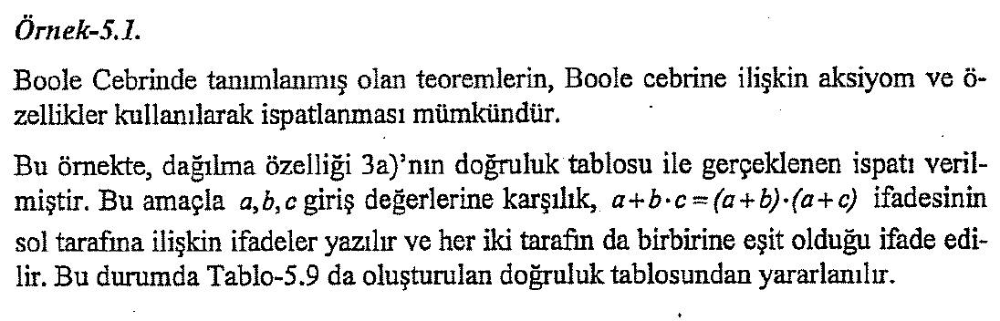 Örnek-5.1.
Boole Cebrinde tanımlanmış olan teoremlerin, Boole cebrine ilişkin aksiyom ve ö-
zellikler kullanılarak ispatlanması mümkündür.
Bu örnekte, dağılma özelliği 3a)'nın doğruluk tablosu ile gerçeklenen ispatı veril-
miştir. Bu amaçla a,b,c giriş değerlerine karşılık, a+b·c=(a+b)·(a+c) ifadesinin
sol tarafına ilişkin ifadeler yazılır ve her iki tarafın da birbirine eşit olduğu ifade edi-
lir. Bu durumda Tablo-5.9 da oluşturulan doğruluk tablosundan yararlanılır.